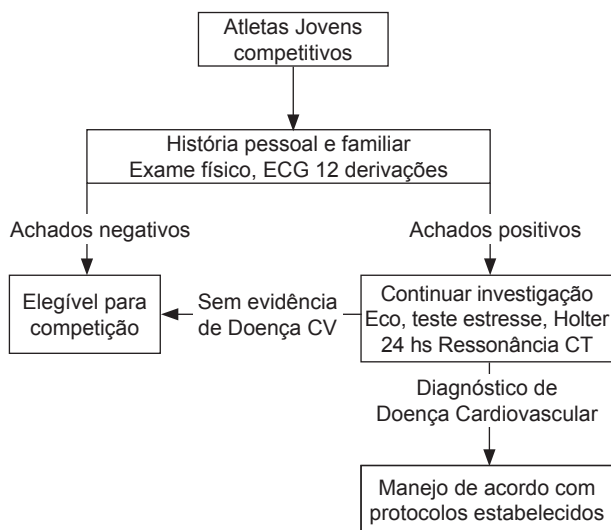 Atletas Jovens
competitivos
História pessoal e familiar
Exame físico, ECG 12 derivações
Achados negativos
Achados positivos
Elegível para
competição
Sem evidência
de Doença CV
Continuar investigação
Eco, teste estresse, Holter
24 hs Ressonância CT
Diagnóstico de
Doença Cardiovascular
Manejo de acordo com
protocolos estabelecidos